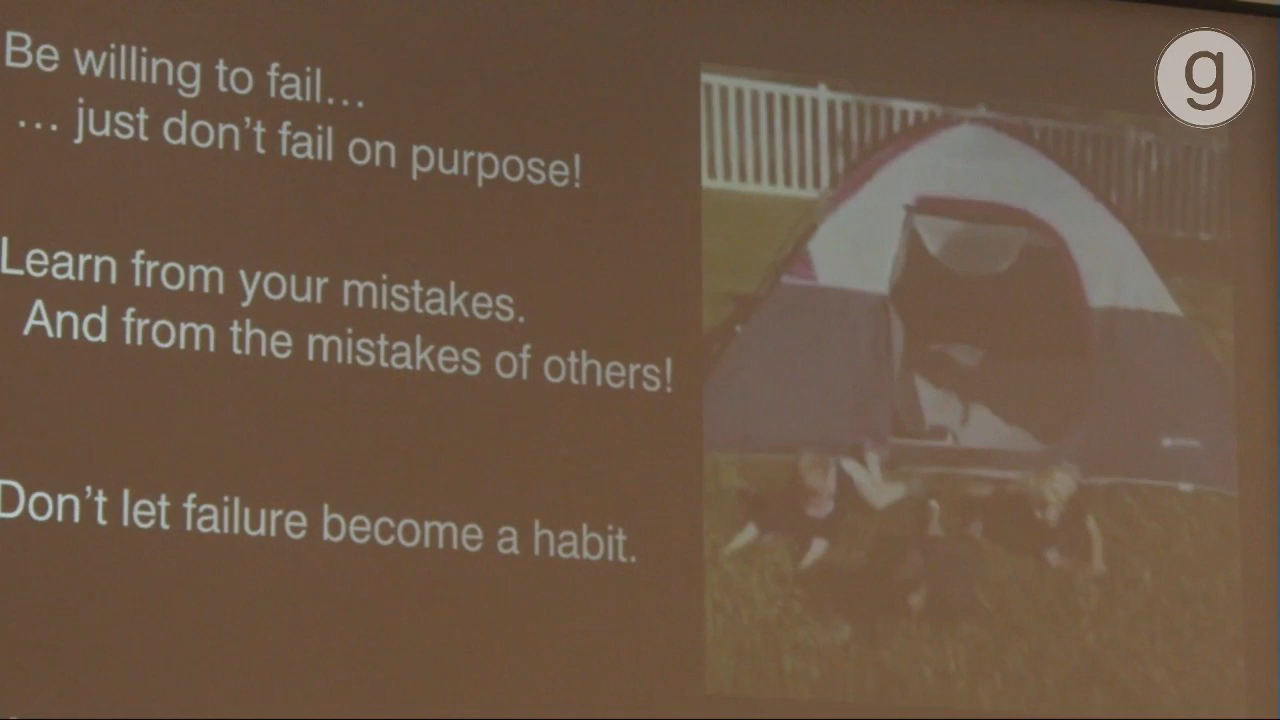 Be willing to fail...
... just don't fail on purpose!
Learn from your mistakes.
And from the mistakes of others!
Don't let failure become a habit.
g